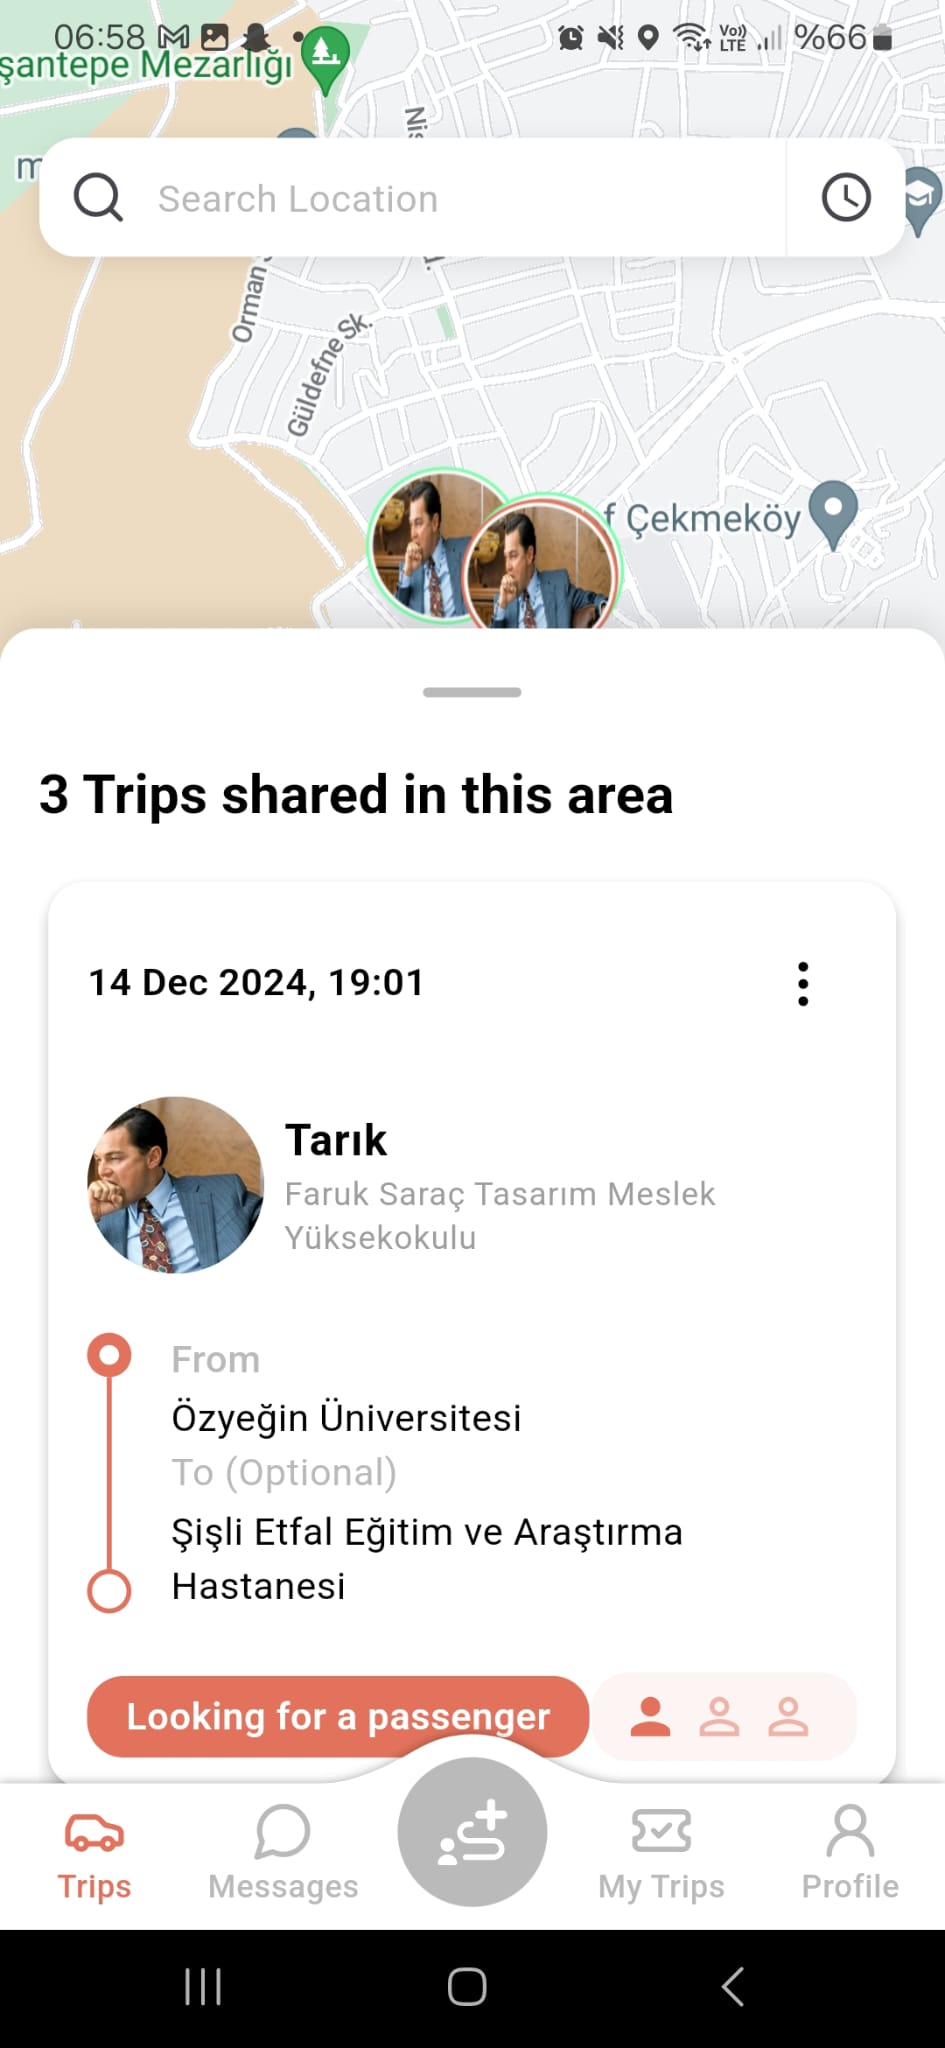 06:58
Vo))
LTE
%66
şantepe Mezarlığı
Search Location
Orman
Güldefne Sk.
f Çekmeköy
3 Trips shared in this area
14 Dec 2024, 19:01
Tarık
Faruk Saraç Tasarım Meslek
Yüksekokulu
From
Özyeğin Üniversitesi
To (Optional)
Şişli Etfal Eğitim ve Araştırma
Hastanesi
Looking for a passenger
Trips
Messages
My Trips
Profile